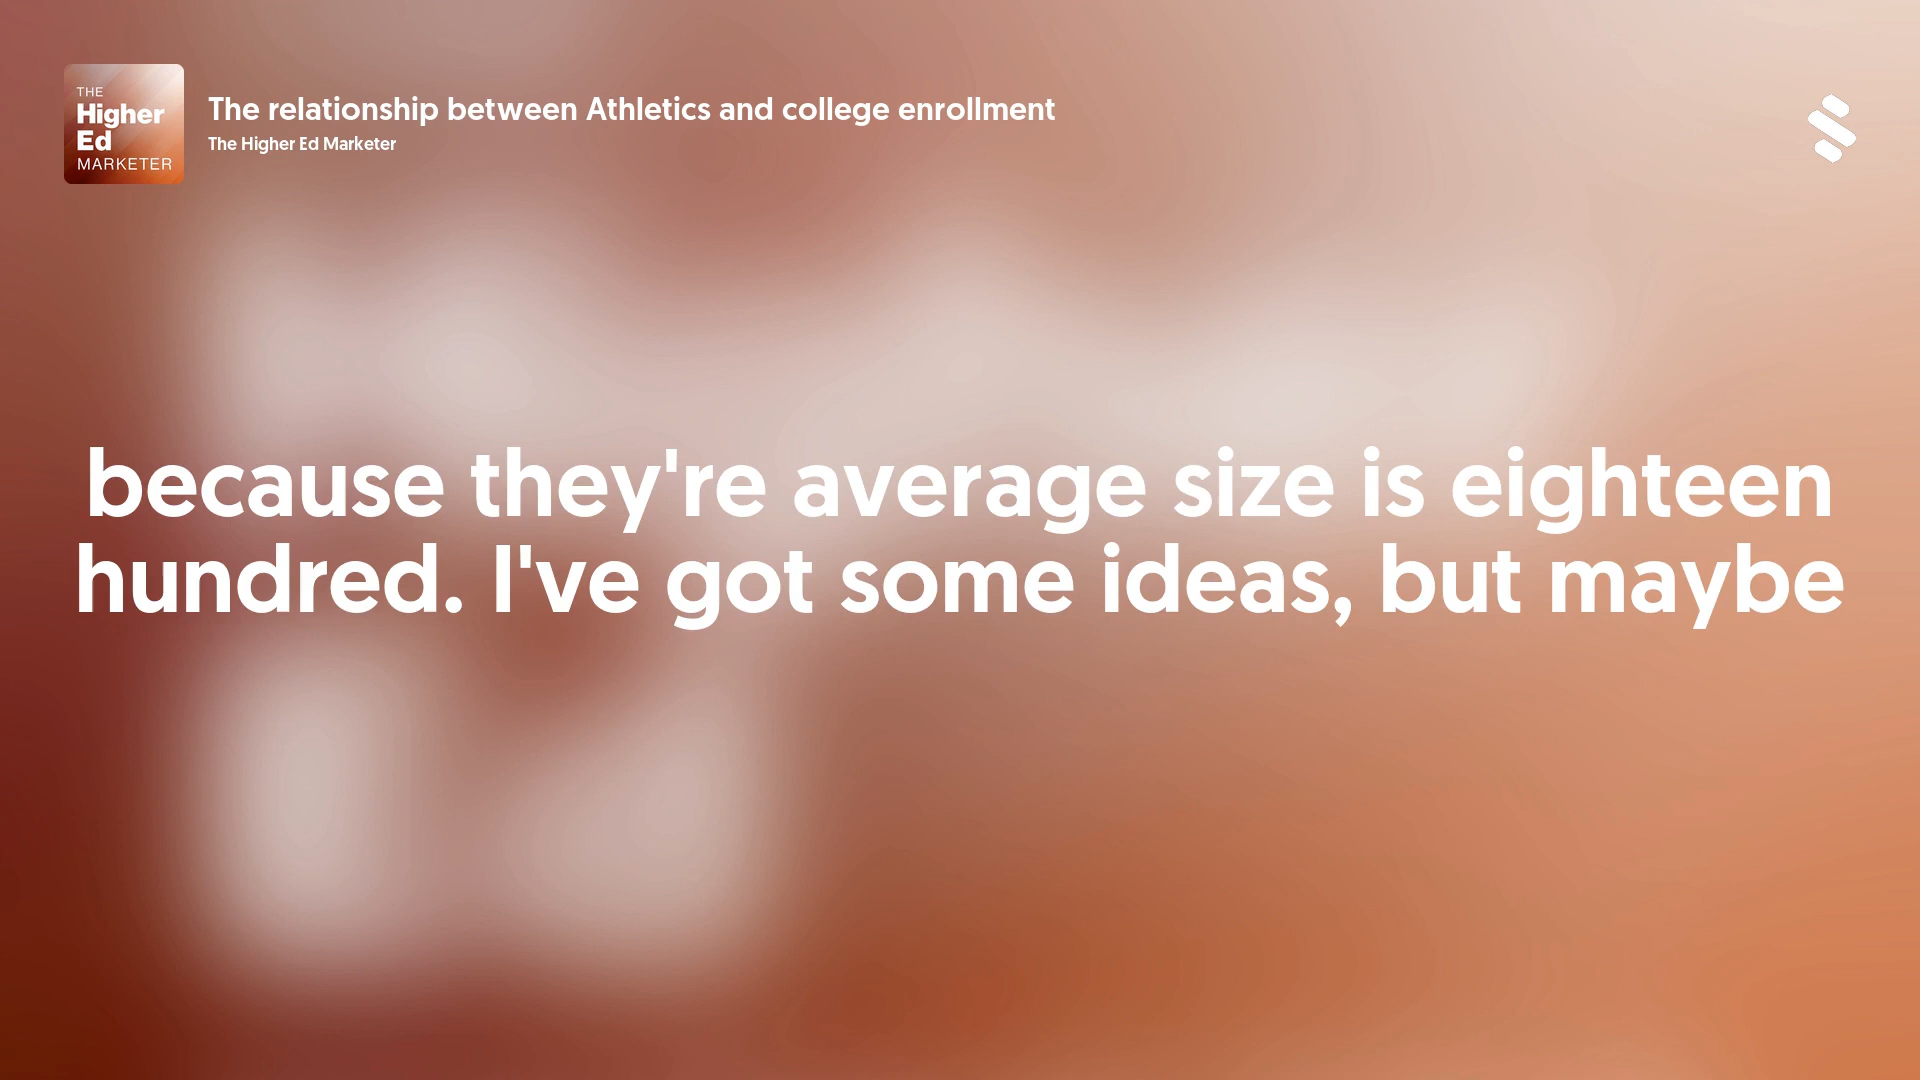 THE
Higher
Ed
MARKETER
The relationship between Athletics and college enrollment
The Higher Ed Marketer
because they're average size is eighteen
hundred. I've got some ideas, but maybe